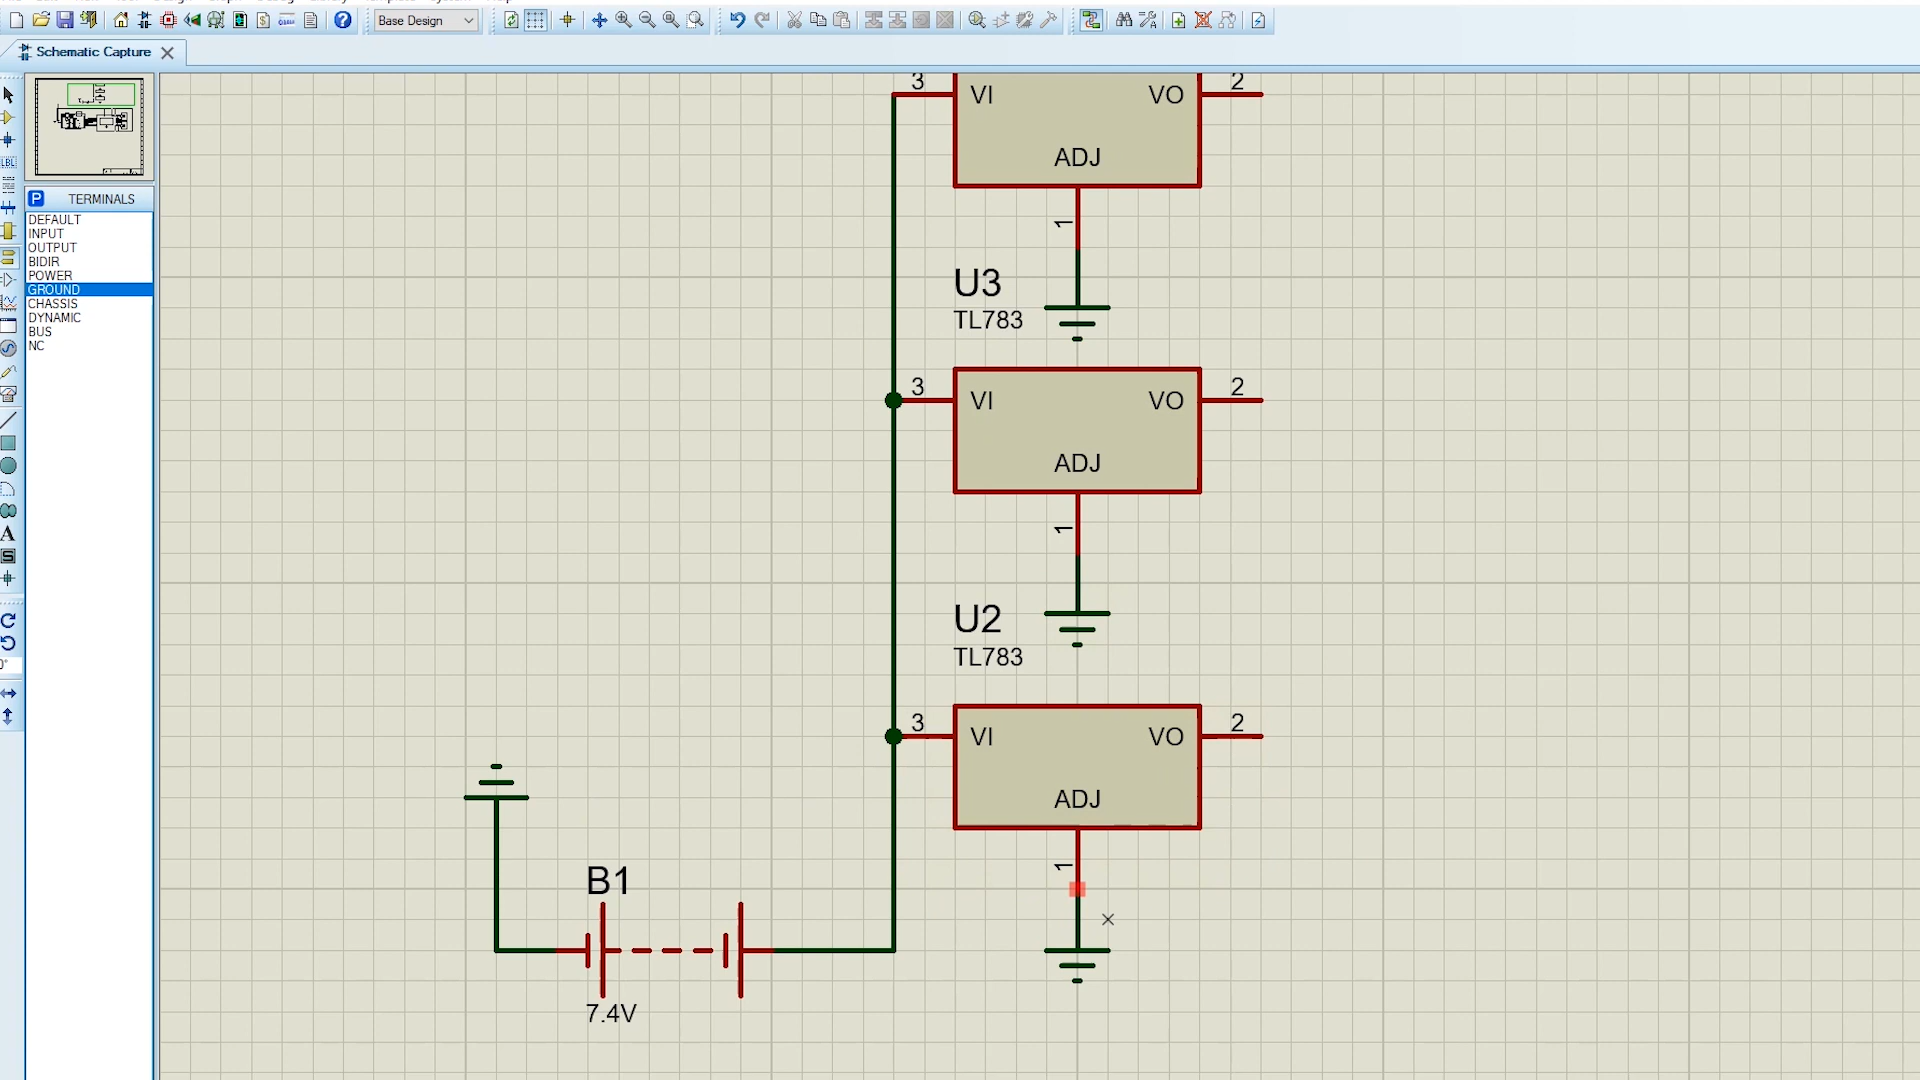 Base Design
Schematic Capture
P TERMINALS
DEFAULT
INPUT
OUTPUT
BIDIR
POWER
GROUND
CHASSIS
DYNAMIC
BUS
NC
LBL
A
S
3 VI VO 2
ADJ
1
U3
TL783
3 VI VO 2
ADJ
1
U2
TL783
3 VI VO 2
ADJ
1
B1
7.4V